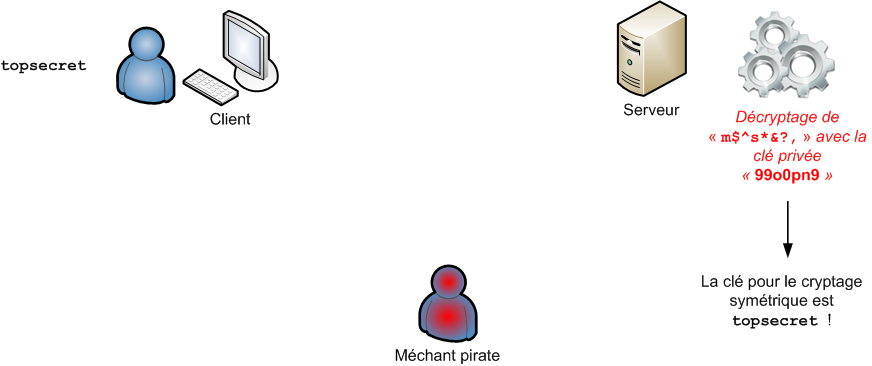 topsecret
Client
Serveur
Décryptage de
« m$^s*&?, » avec la
clé privée
« 99o0pn9 »
La clé pour le cryptage
symétrique est
topsecret !
Méchant pirate